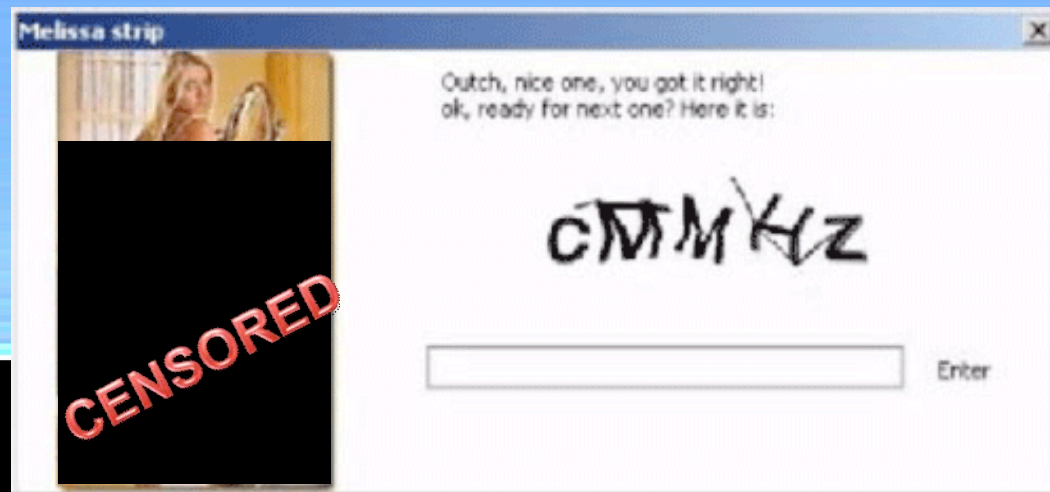 Melissa strip
Outch, nice one, you got it right!
ok, ready for next one? Here it is:
CENSORED
Enter